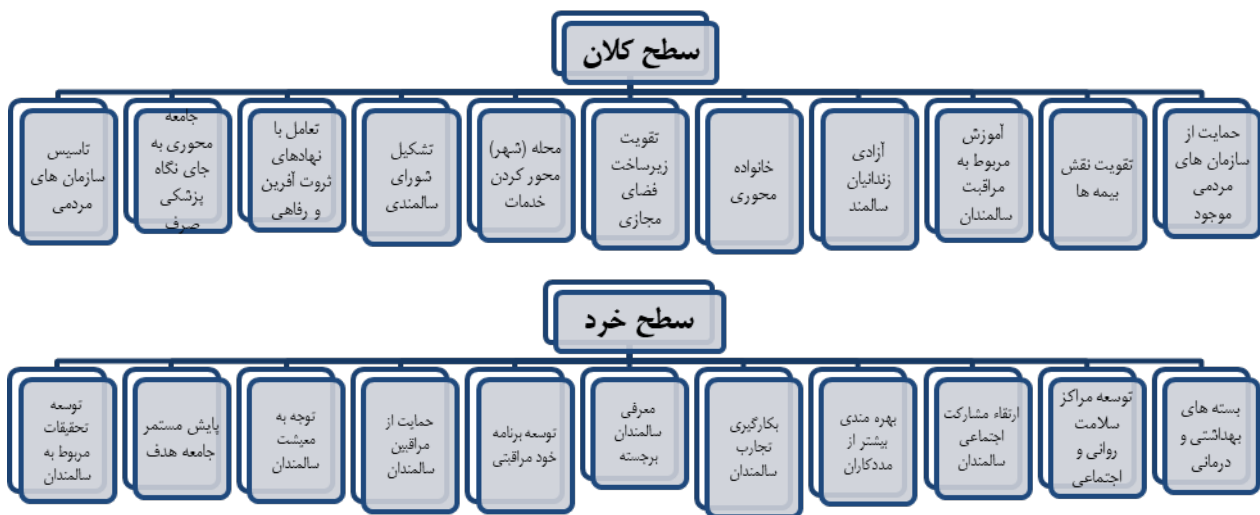 سطح کلان
حمایت از
سازمان های
مردمی
موجود
تقویت نقش
بیمه ها
آموزش
مربوط به
مراقبت
سالمندان
آزادی
زندانیان
سالمند
خانواده
محوری
تقویت
زیرساخت
فضای
مجازی
محله (شهر)
محور کردن
خدمات
تشکیل
شورای
سالمندی
تعامل با
نهادهای
ثروت آفرین
و رفاهی
جامعه
محوری به
جای نگاه
پزشکی
صرف
تاسیس
سازمان های
مردمی
سطح خرد
بسته های
بهداشتی و
درمانی
توسعه مراکز
سلامت
روانی و
اجتماعی
ارتقاء مشارکت
اجتماعی
سالمندان
بهره مندی
بیشتر از
مددکاران
بکارگیری
تجارب
سالمندان
معرفی
سالمندان
برجسته
توسعه برنامه
خود مراقبتی
حمایت از
مراقبین
سالمندان
توجه به
معیشت
سالمندان
پایش مستمر
جامعه هدف
توسعه
تحقیقات
مربوط به
سالمندان